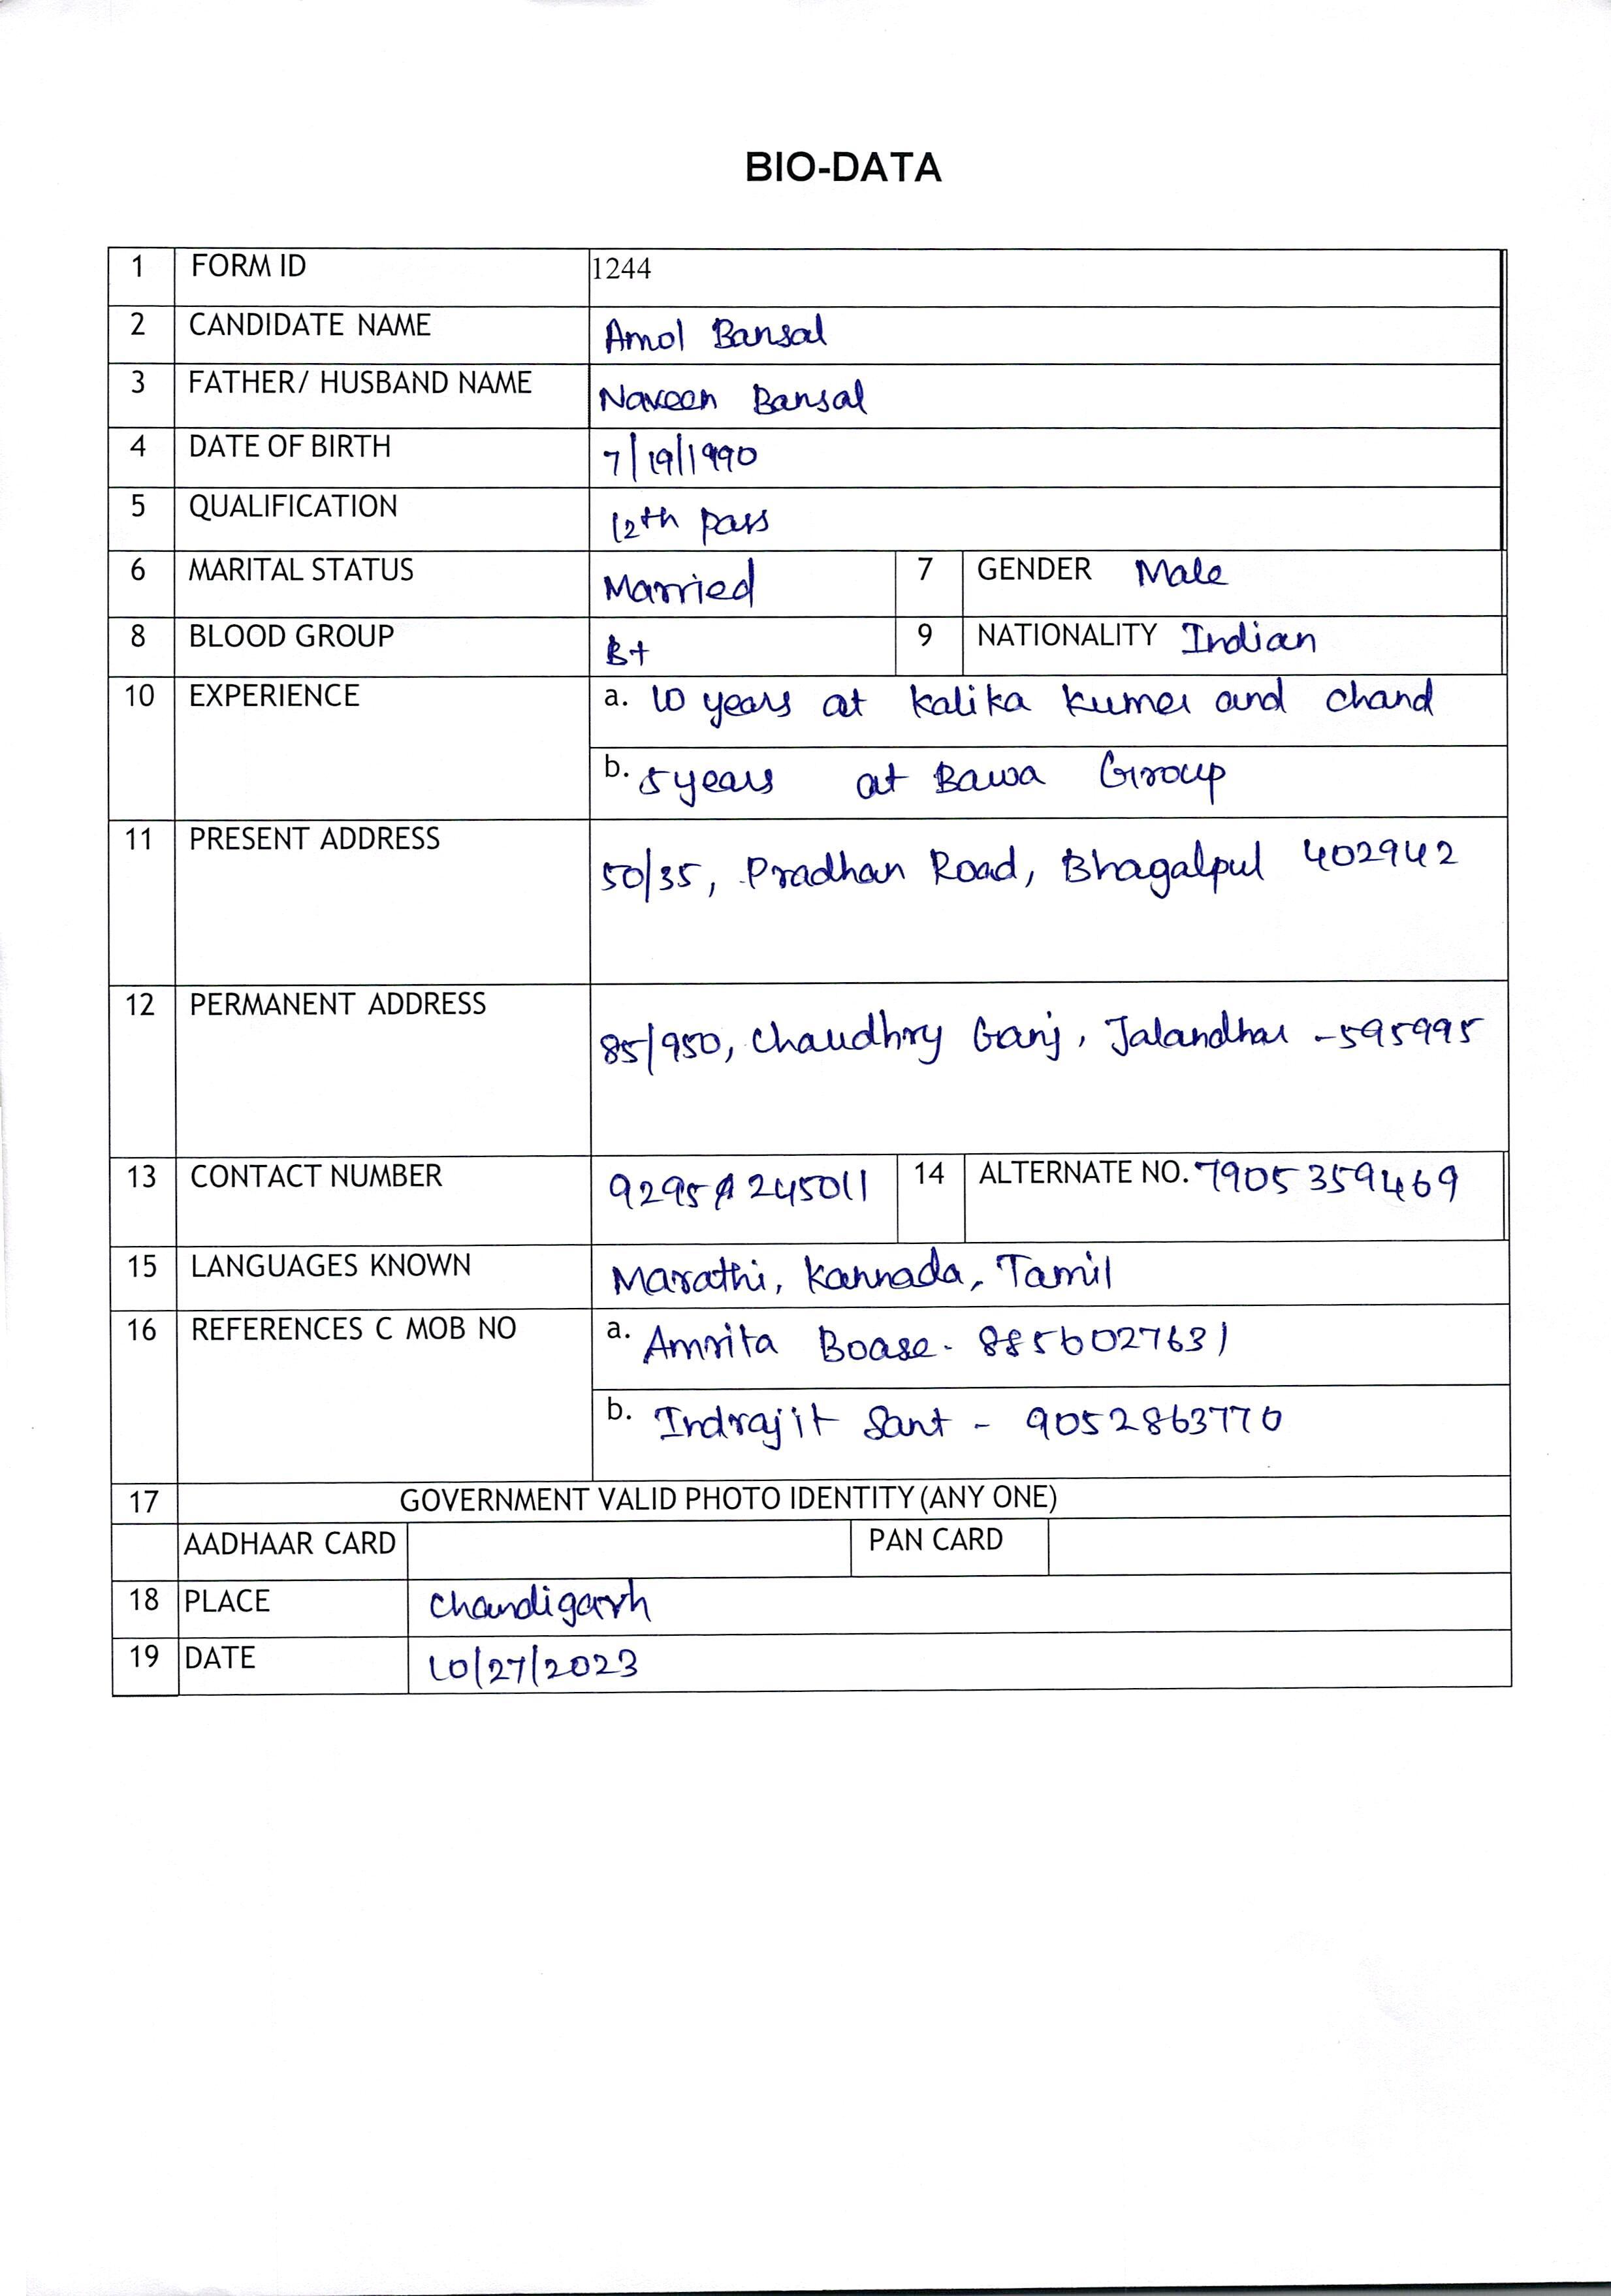 BIO-DATA
1 FORM ID 1244
2 CANDIDATE NAME Amol Bansal
3 FATHER/ HUSBAND NAME Naveen Bansal
4 DATE OF BIRTH 7/19/1990
5 QUALIFICATION 12th pass
6 MARITAL STATUS Married 7 GENDER Male
8 BLOOD GROUP B+ 9 NATIONALITY Indian
10 EXPERIENCE a. 10 years at Kalika Kumer and Chand
b. 5 years at Bawa Group
11 PRESENT ADDRESS 50/35, Pradhan Road, Bhagalpul 402942
12 PERMANENT ADDRESS 85/950, Chaudhry Ganj, Jalandhar -595995
13 CONTACT NUMBER 9295245011 14 ALTERNATE NO. 7905359469
15 LANGUAGES KNOWN Marathi, Kannada, Tamil
16 REFERENCES C MOB NO a. Amrita Boase - 8856027631
b. Indrajit Sant - 9052863770
17 GOVERNMENT VALID PHOTO IDENTITY (ANY ONE)
AADHAAR CARD PAN CARD
18 PLACE Chandigarh
19 DATE 10/27/2023